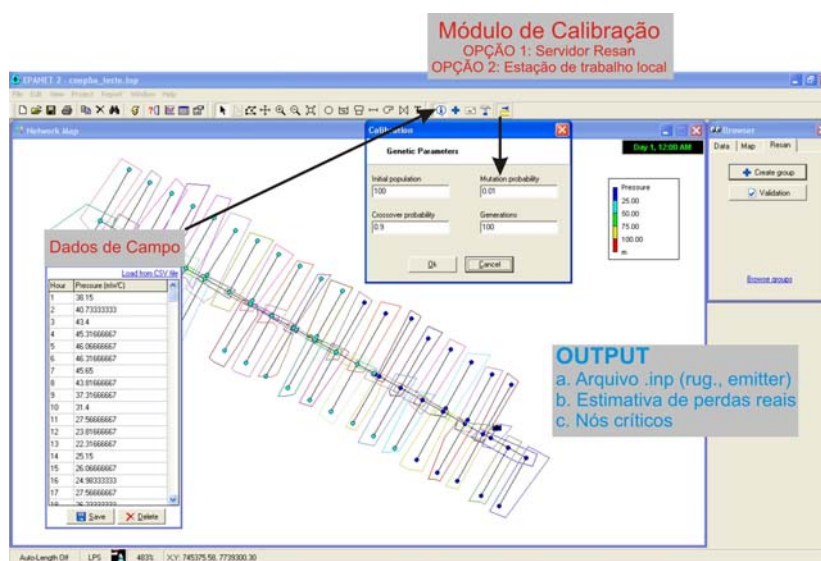 Módulo de Calibração
OPÇÃO 1: Servidor Resan
OPÇÃO 2: Estação de trabalho local
File Edit View Project Report Window Help
Network Map
Calibration
Genetic Parameters
Initial population
100
Mutation probability
0.01
Crossover probability
0.9
Generations
100
Ok
Cancel
Day 1, 12:00 AM
Pressure
25.00
50.00
75.00
100.00
m
Browser
Data Map Resan
Create group
Validation
Browse groups
Dados de Campo
Load from CSV file
Hour Pressure (mWC)
1 38.15
2 40.73333333
3 43.4
4 45.31666667
5 46.06666667
6 46.31666667
7 45.65
8 43.81666667
9 37.31666667
10 31.4
11 27.56666667
12 23.81666667
13 22.31666667
14 25.15
15 26.06666667
16 24.98333333
17 27.56666667
Save
Delete
OUTPUT
a. Arquivo .inp (rug., emitter)
b. Estimativa de perdas reais
c. Nós críticos
Auto-Length Off LPS 483% X,Y: 745375.58, 7739300.30